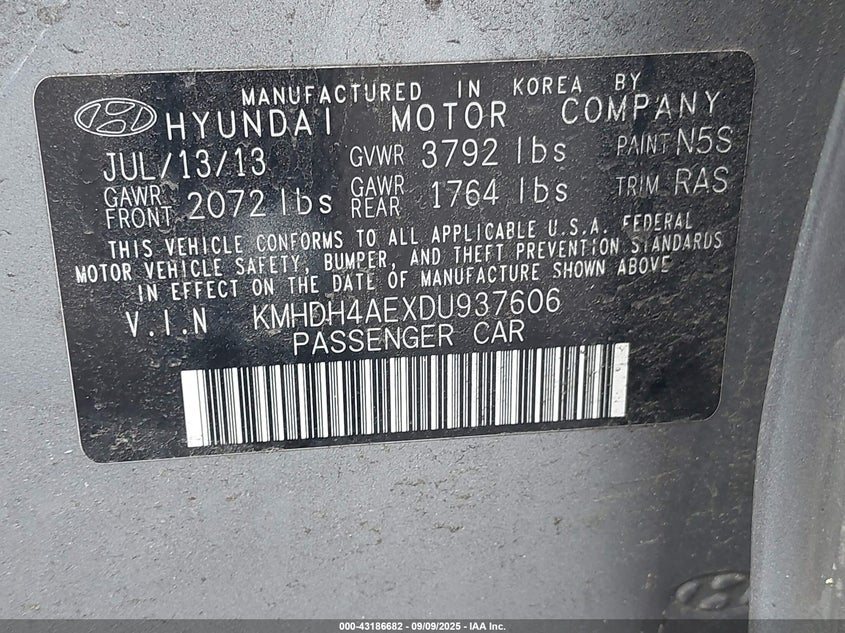 MANUFACTURED IN KOREA BY
HYUNDAI MOTOR COMPANY
JUL/13/13 GVWR 3792 lbs PAINT N5S
GAWR FRONT 2072 lbs GAWR REAR 1764 lbs TRIM RAS
THIS VEHICLE CONFORMS TO ALL APPLICABLE U.S.A. FEDERAL
MOTOR VEHICLE SAFETY, BUMPER, AND THEFT PREVENTION STANDARDS
IN EFFECT ON THE DATE OF MANUFACTURE SHOWN ABOVE
V.I.N KMHDH4AEXDU937606
PASSENGER CAR
000-43186682 - 09/09/2025 - IAA Inc.